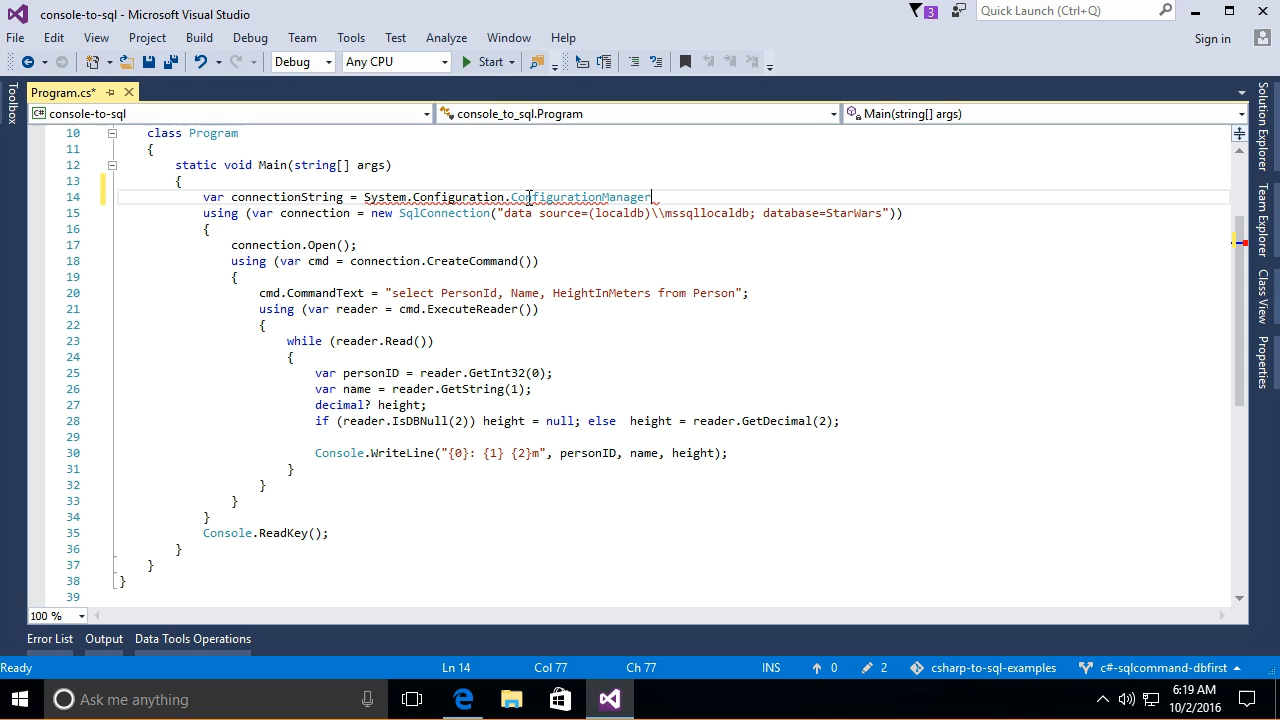 console-to-sql - Microsoft Visual Studio
3
Quick Launch (Ctrl+Q)
File Edit View Project Build Debug Team Tools Test Analyze Window Help
Sign in
Debug Any CPU Start
Program.cs*
console-to-sql console_to_sql.Program Main(string[] args)
Toolbox
Solution Explorer
Team Explorer
Class View
Properties
10 class Program
11 {
12 static void Main(string[] args)
13 {
14 var connectionString = System.Configuration.ConfigurationManager
15 using (var connection = new SqlConnection("data source=(localdb)\\mssqllocaldb; database=StarWars"))
16 {
17 connection.Open();
18 using (var cmd = connection.CreateCommand())
19 {
20 cmd.CommandText = "select PersonId, Name, HeightInMeters from Person";
21 using (var reader = cmd.ExecuteReader())
22 {
23 while (reader.Read())
24 {
25 var personID = reader.GetInt32(0);
26 var name = reader.GetString(1);
27 decimal? height;
28 if (reader.IsDBNull(2)) height = null; else  height = reader.GetDecimal(2);
29
30 Console.WriteLine("{0}: {1} {2}m", personID, name, height);
31 }
32 }
33 }
34 }
35 Console.ReadKey();
36 }
37 }
38 }
39
100 %
Error List Output Data Tools Operations
Ready Ln 14 Col 77 Ch 77 INS 0 2 csharp-to-sql-examples c#-sqlcommand-dbfirst
Ask me anything
6:19 AM
10/2/2016